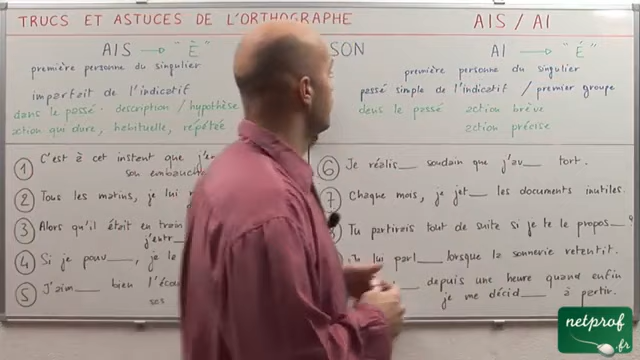 TRUCS ET ASTUCES DE L'ORTHOGRAPHE
AIS / AI
AIS → "È"
SON
AI → "É"
première personne du singulier
imparfait de l'indicatif
dans le passé. description / hypothèse
action qui dure, habituelle, répétée
première personne du singulier
passé simple de l'indicatif / premier groupe
dans le passé action brève
action précise
1 C'est à cet instant que j'e
son embauch
2 Tous les matins, je lui
3 Alors qu'il était en train
j'entr
4 Si je pouv___, je le
5 J'aim___ bien l'éco
6 Je réalis___ soudain que j'av___ tort.
7 Chaque mois, je jet___ les documents inutiles.
Tu partirais tout de suite si je te le propos___ ?
lui parl___ lorsque la sonnerie retentit.
___ depuis une heure quand enfin
je me décid___ à partir.
netprof
.fr